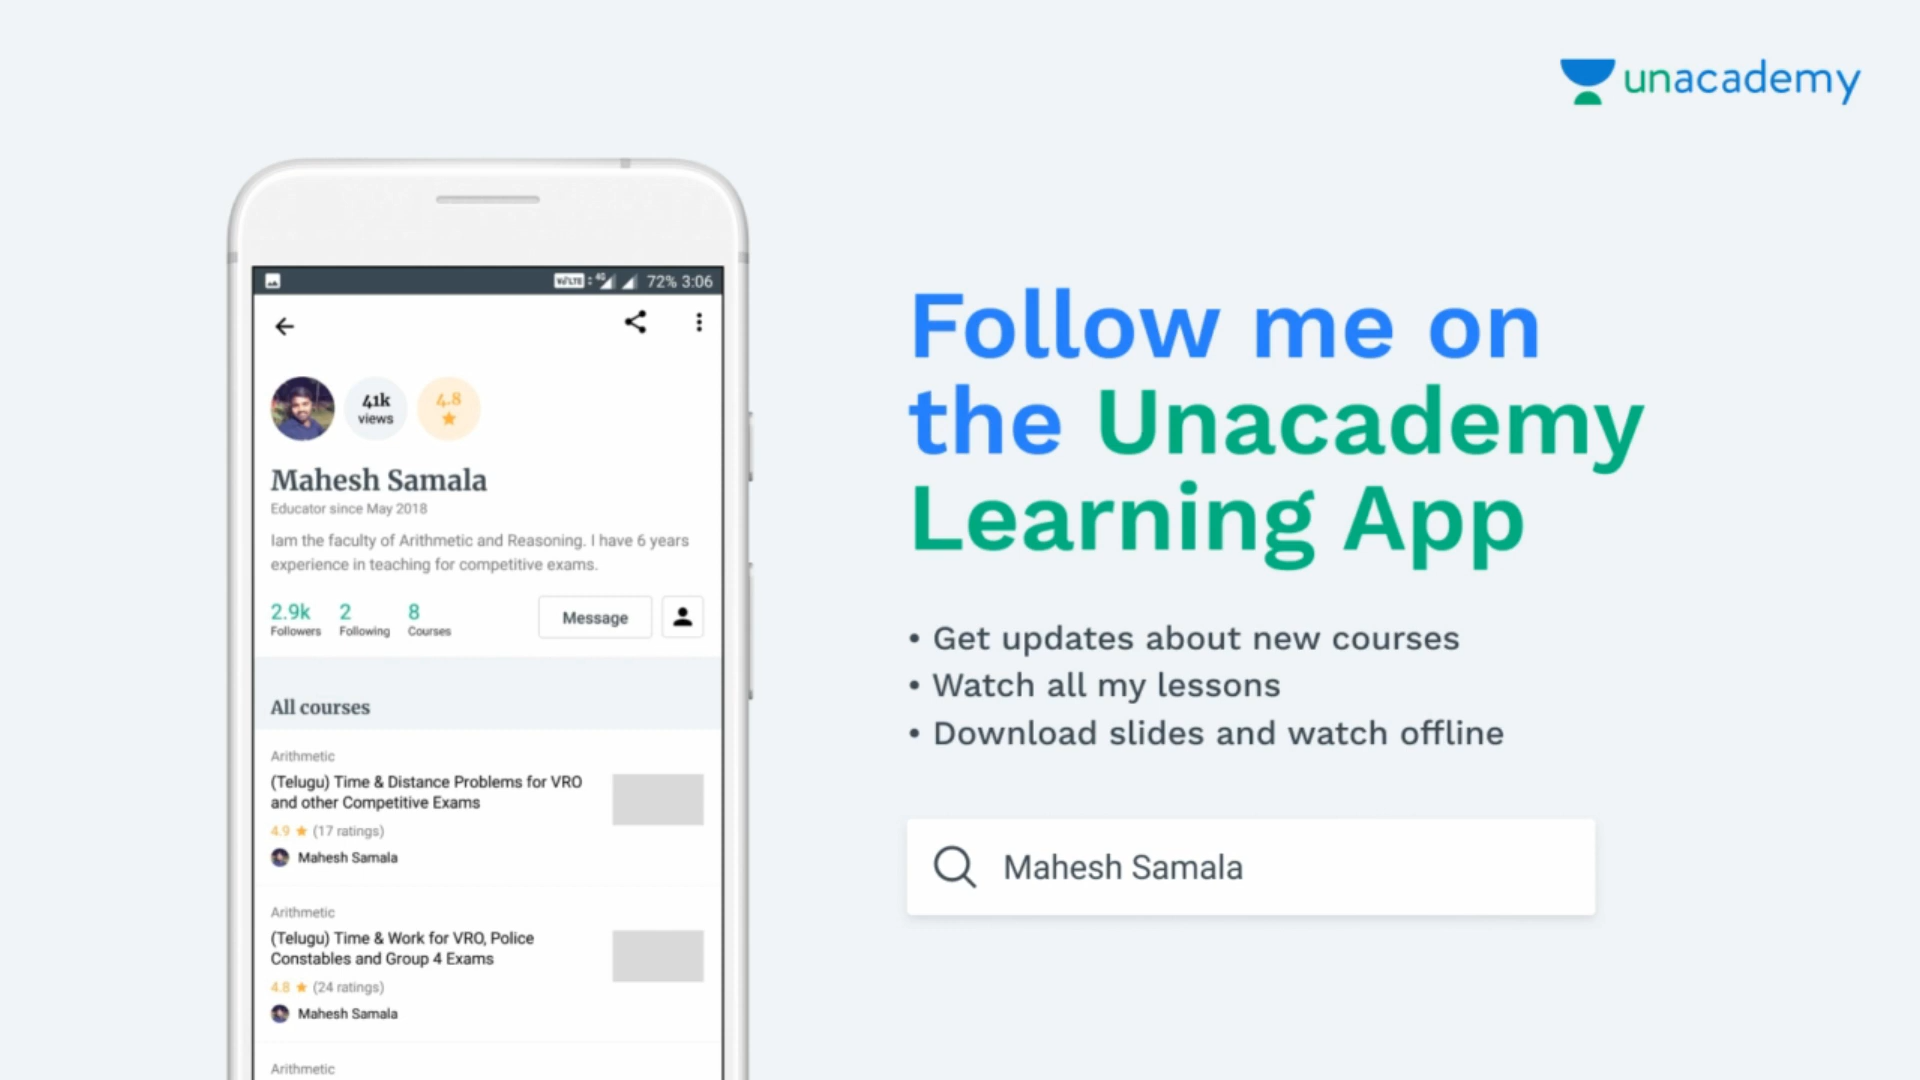 unacademy
VoLTE 4G 72% 3:06
41k
views
4.8
Mahesh Samala
Educator since May 2018
Iam the faculty of Arithmetic and Reasoning. I have 6 years
experience in teaching for competitive exams.
2.9k 2 8
Followers Following Courses
Message
All courses
Arithmetic
(Telugu) Time & Distance Problems for VRO
and other Competitive Exams
4.9 ★ (17 ratings)
Mahesh Samala
Arithmetic
(Telugu) Time & Work for VRO, Police
Constables and Group 4 Exams
4.8 ★ (24 ratings)
Mahesh Samala
Arithmetic
Follow me on
the Unacademy
Learning App
• Get updates about new courses
• Watch all my lessons
• Download slides and watch offline
Mahesh Samala